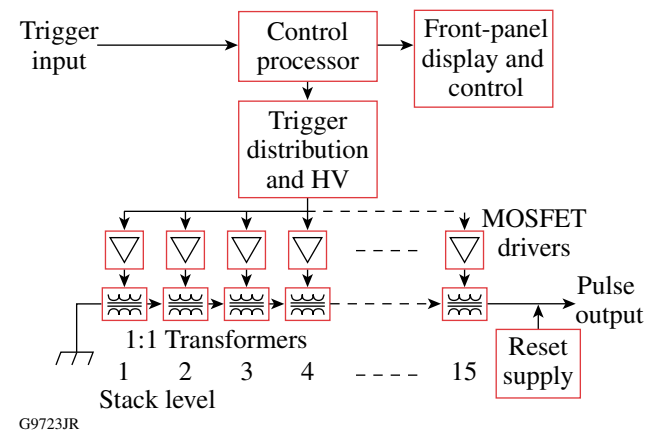 Trigger
input
Control
processor
Front-panel
display and
control
Trigger
distribution
and HV
MOSFET
drivers
Pulse
output
1:1 Transformers
Reset
supply
1 2 3 4 15
Stack level
G9723JR